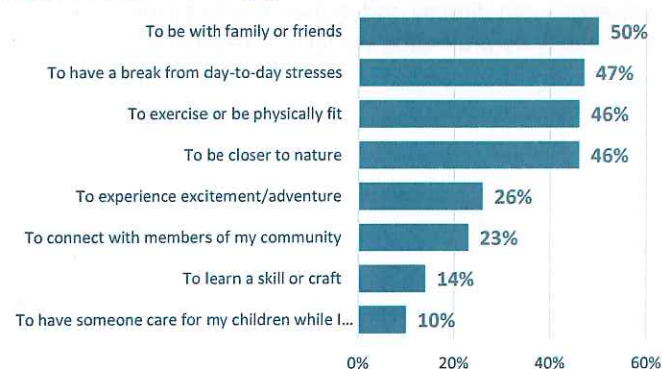 To be with family or friends 50%
To have a break from day-to-day stresses 47%
To exercise or be physically fit 46%
To be closer to nature 46%
To experience excitement/adventure 26%
To connect with members of my community 23%
To learn a skill or craft 14%
To have someone care for my children while I... 10%
0% 20% 40% 60%